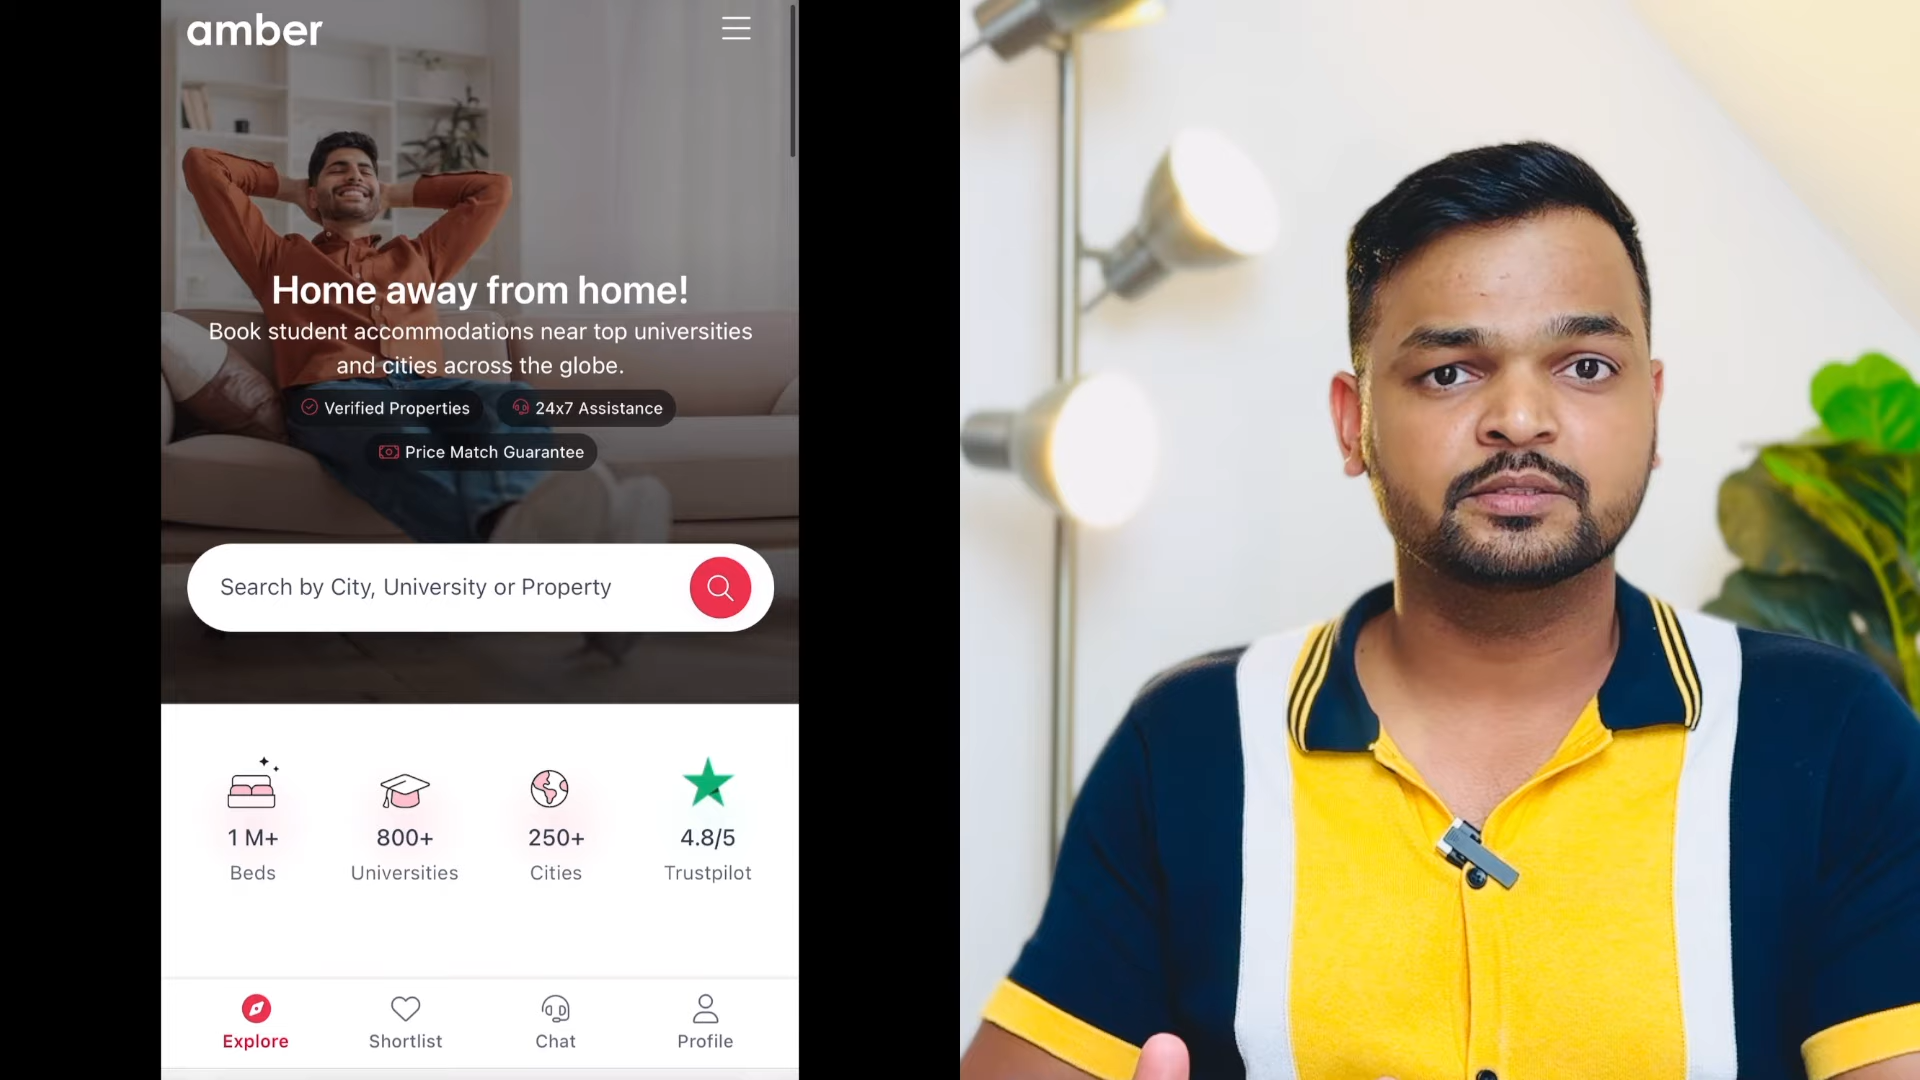 amber
Home away from home!
Book student accommodations near top universities
and cities across the globe.
Verified Properties
24x7 Assistance
Price Match Guarantee
Search by City, University or Property
1 M+
Beds
800+
Universities
250+
Cities
4.8/5
Trustpilot
Explore
Shortlist
Chat
Profile